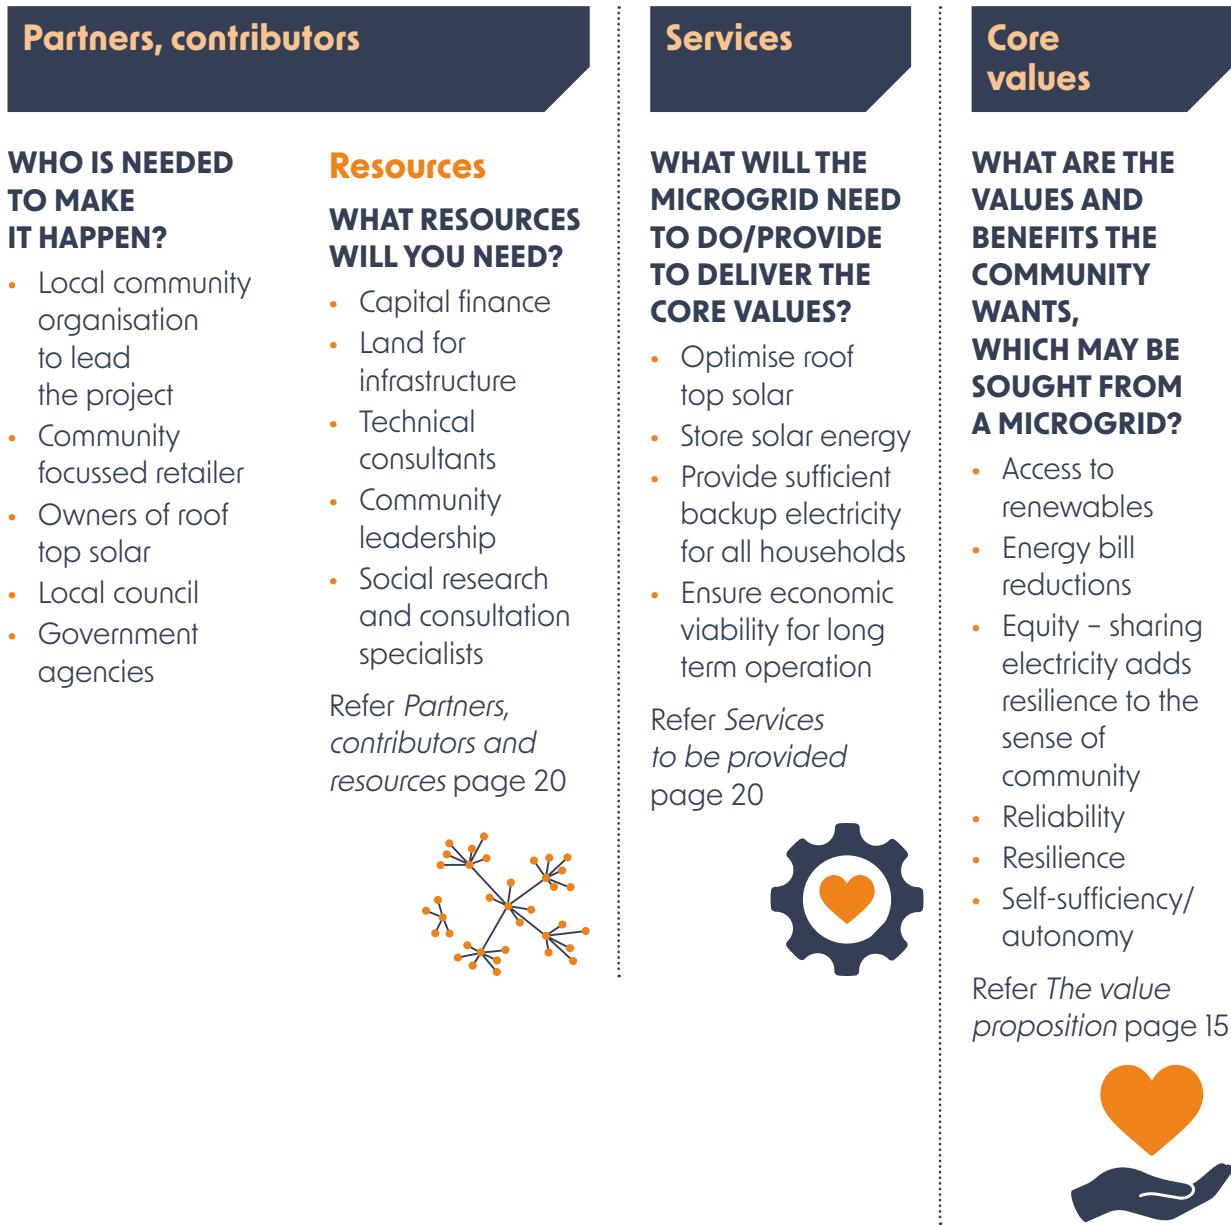 Partners, contributors
WHO IS NEEDED
TO MAKE
IT HAPPEN?
• Local community
organisation
to lead
the project
• Community
focussed retailer
• Owners of roof
top solar
• Local council
• Government
agencies
Resources
WHAT RESOURCES
WILL YOU NEED?
• Capital finance
• Land for
infrastructure
• Technical
consultants
• Community
leadership
• Social research
and consultation
specialists
Refer Partners,
contributors and
resources page 20
Services
WHAT WILL THE
MICROGRID NEED
TO DO/PROVIDE
TO DELIVER THE
CORE VALUES?
• Optimise roof
top solar
• Store solar energy
• Provide sufficient
backup electricity
for all households
• Ensure economic
viability for long
term operation
Refer Services
to be provided
page 20
Core
values
WHAT ARE THE
VALUES AND
BENEFITS THE
COMMUNITY
WANTS,
WHICH MAY BE
SOUGHT FROM
A MICROGRID?
• Access to
renewables
• Energy bill
reductions
• Equity – sharing
electricity adds
resilience to the
sense of
community
• Reliability
• Resilience
• Self-sufficiency/
autonomy
Refer The value
proposition page 15